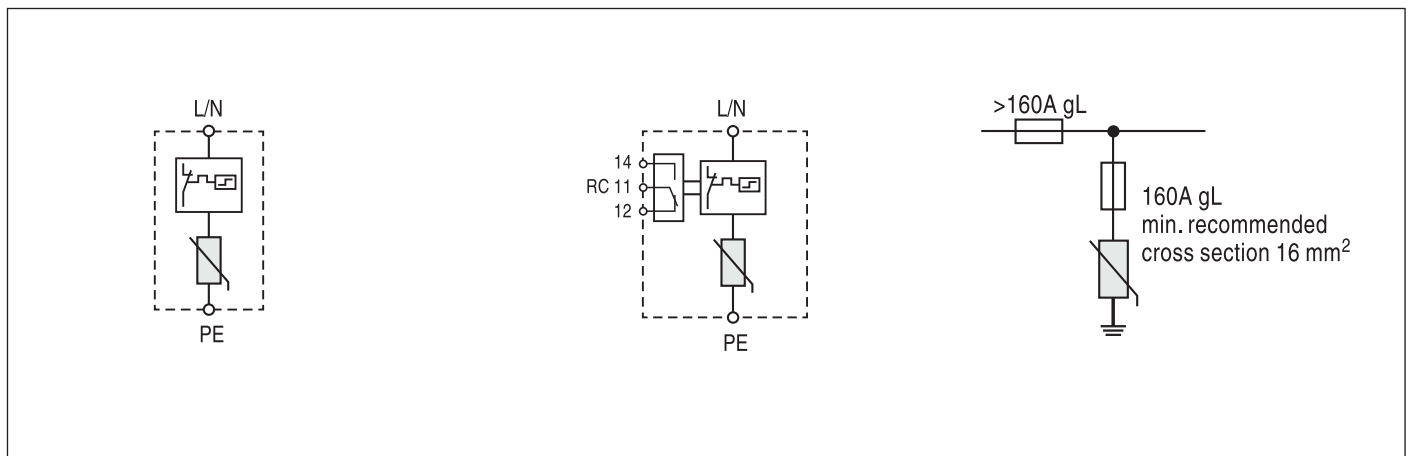 L/N
PE
L/N
14
RC 11
12
PE
>160A gL
160A gL
min. recommended
cross section 16 mm²